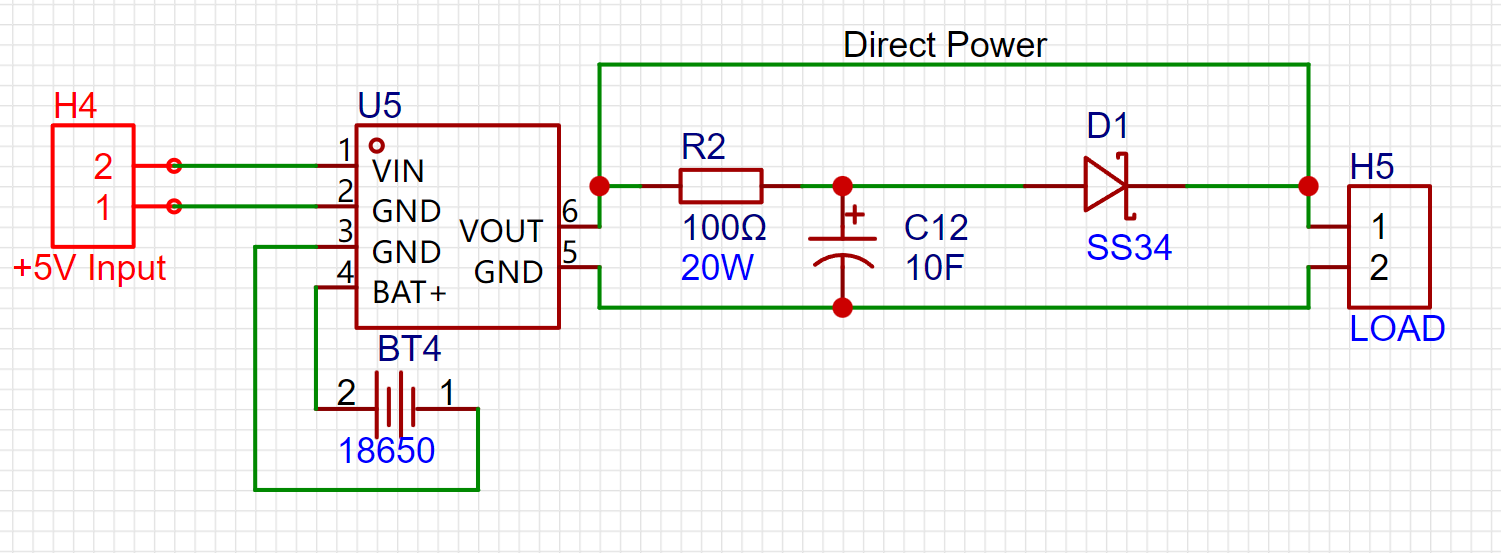 Direct Power
H4
2
1
+5V Input
U5
1
2
3
4
VIN
GND
GND
BAT+
VOUT
GND
6
5
BT4
2
1
18650
R2
100Ω
20W
+
C12
10F
D1
SS34
H5
1
2
LOAD